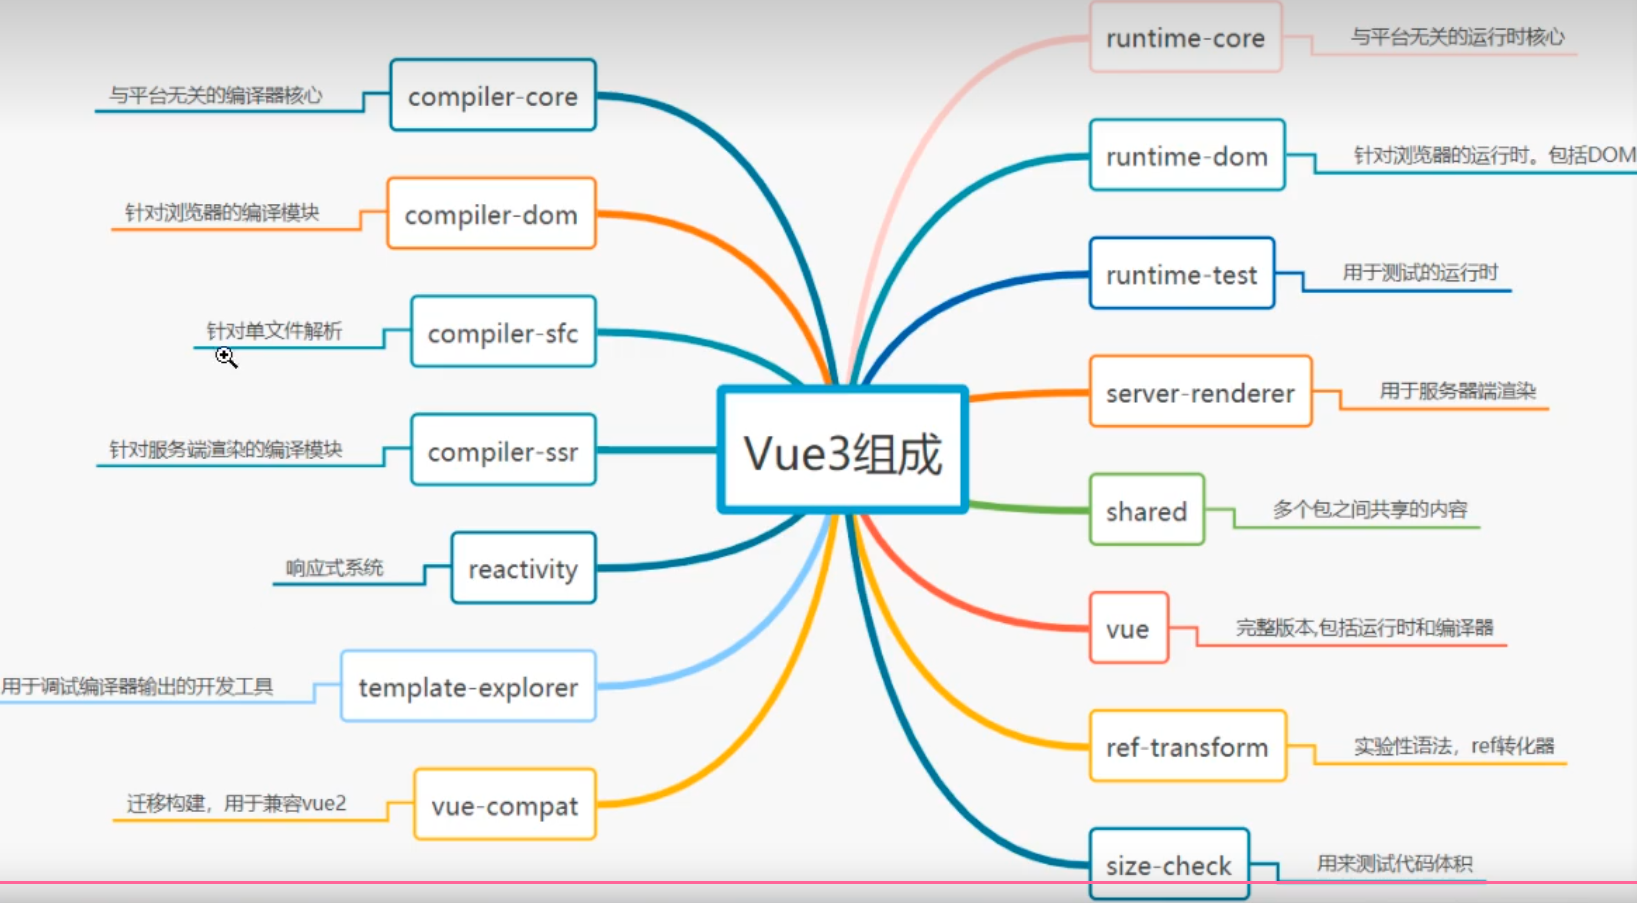 Vue3组成
compiler-core
与平台无关的编译器核心
compiler-dom
针对浏览器的编译模块
compiler-sfc
针对单文件解析
compiler-ssr
针对服务端渲染的编译模块
reactivity
响应式系统
template-explorer
用于调试编译器输出的开发工具
vue-compat
迁移构建，用于兼容vue2
runtime-core
与平台无关的运行时核心
runtime-dom
针对浏览器的运行时。包括DOM
runtime-test
用于测试的运行时
server-renderer
用于服务器端渲染
shared
多个包之间共享的内容
vue
完整版本,包括运行时和编译器
ref-transform
实验性语法，ref转化器
size-check
用来测试代码体积